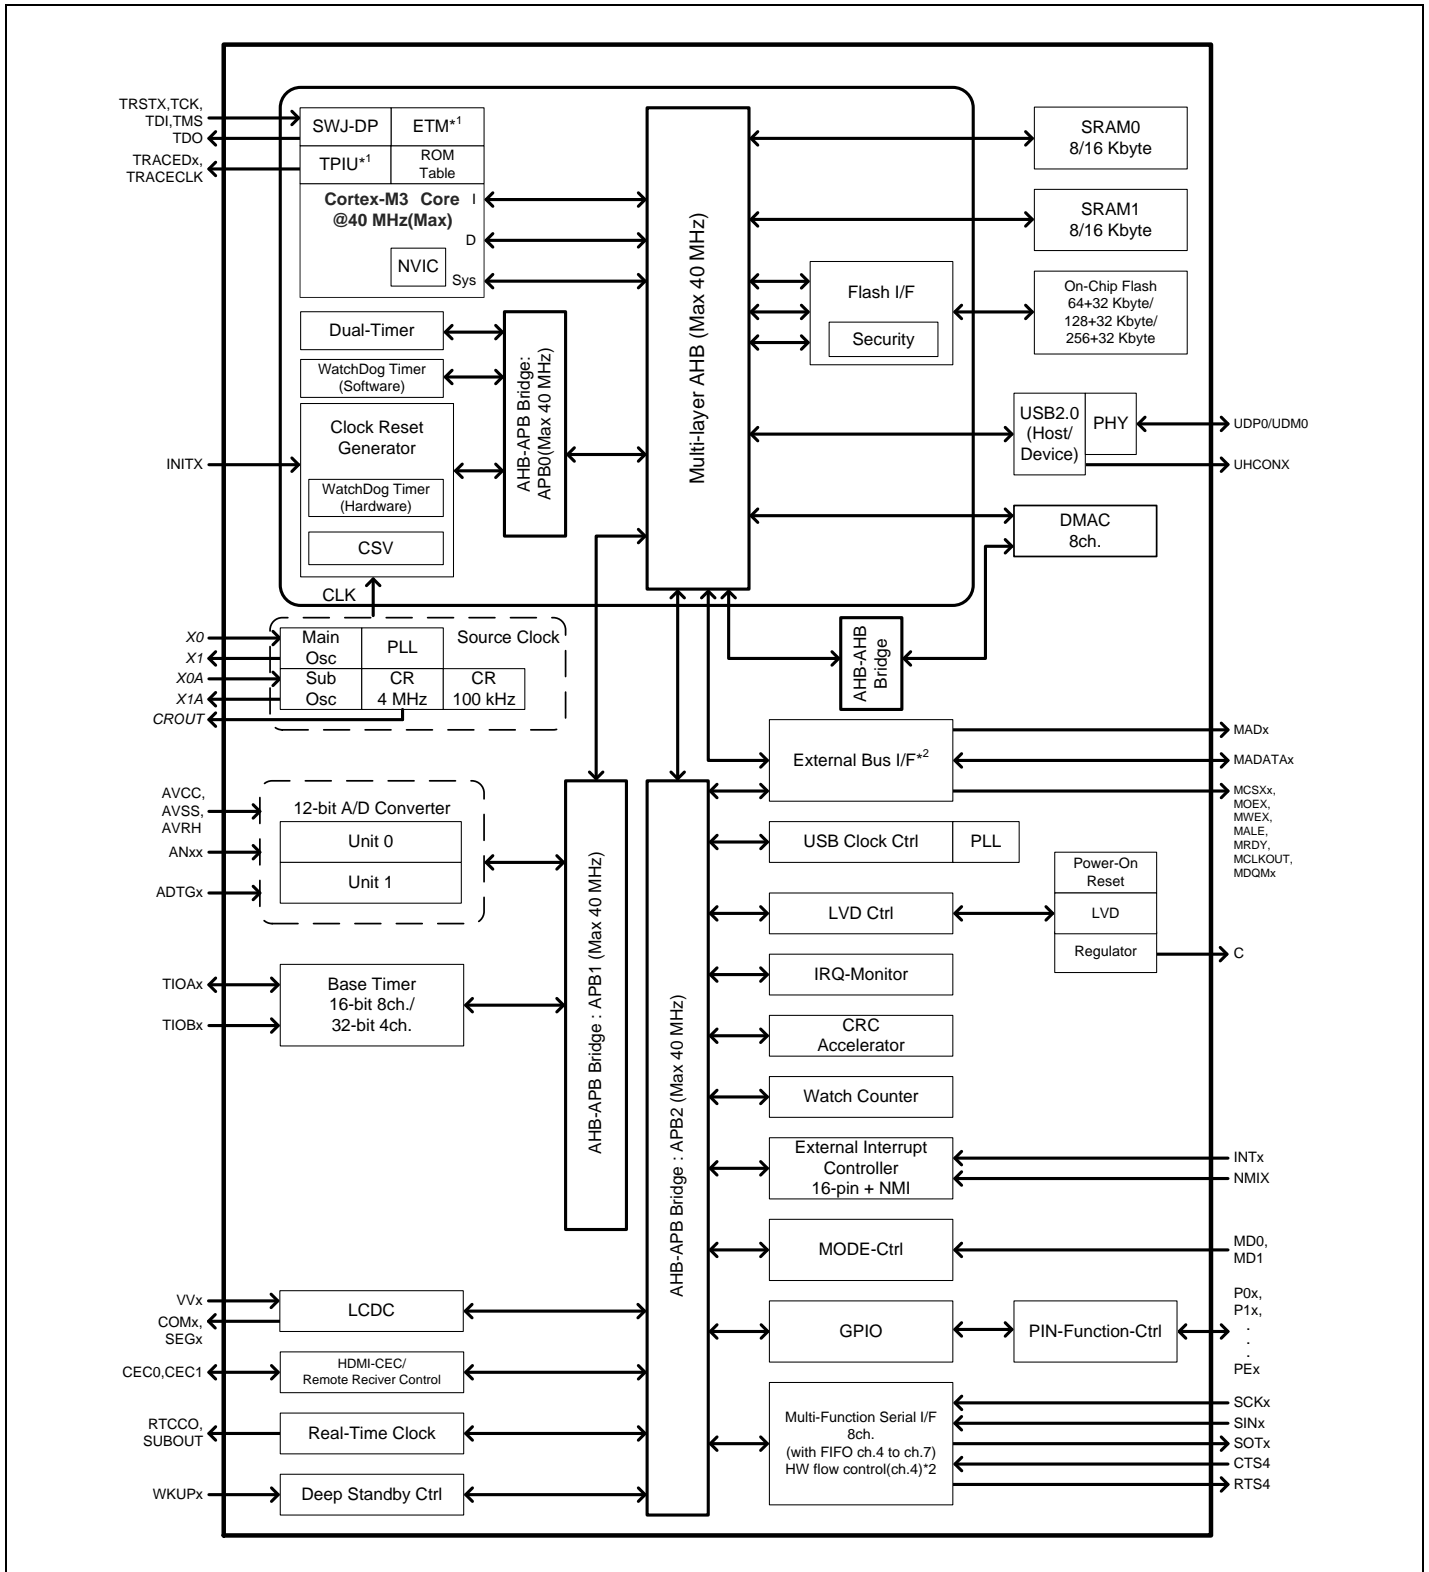 TRSTX,TCK,
TDI,TMS
TDO
TRACEDx,
TRACECLK
SWJ-DP
ETM*1
TPIU*1
ROM
Table
Cortex-M3 Core
@40 MHz(Max)
I
D
Sys
NVIC
Dual-Timer
WatchDog Timer
(Software)
Clock Reset
Generator
WatchDog Timer
(Hardware)
CSV
INITX
CLK
AHB-APB Bridge:
APB0(Max 40 MHz)
Multi-layer AHB (Max 40 MHz)
SRAM0
8/16 Kbyte
SRAM1
8/16 Kbyte
Flash I/F
Security
On-Chip Flash
64+32 Kbyte/
128+32 Kbyte/
256+32 Kbyte
USB2.0
(Host/
Device)
PHY
UDP0/UDM0
UHCONX
DMAC
8ch.
AHB-AHB
Bridge
X0
X1
X0A
X1A
CROUT
Main
Osc
PLL
Source Clock
Sub
Osc
CR
4 MHz
CR
100 kHz
AVCC,
AVSS,
AVRH
ANxx
ADTGx
12-bit A/D Converter
Unit 0
Unit 1
TIOAx
TIOBx
Base Timer
16-bit 8ch./
32-bit 4ch.
AHB-APB Bridge : APB1 (Max 40 MHz)
AHB-APB Bridge : APB2 (Max 40 MHz)
External Bus I/F*2
MADx
MADATAx
MCSXx,
MOEX,
MWEX,
MALE,
MRDY,
MCLKOUT,
MDQMx
USB Clock Ctrl
PLL
LVD Ctrl
Power-On
Reset
LVD
Regulator
C
IRQ-Monitor
CRC
Accelerator
Watch Counter
External Interrupt
Controller
16-pin + NMI
INTx
NMIX
MODE-Ctrl
MD0,
MD1
GPIO
PIN-Function-Ctrl
P0x,
P1x,
.
.
.
PEx
Multi-Function Serial I/F
8ch.
(with FIFO ch.4 to ch.7)
HW flow control(ch.4)*2
SCKx
SINx
SOTx
CTS4
RTS4
VVx
COMx,
SEGx
LCDC
CEC0,CEC1
HDMI-CEC/
Remote Reciver Control
RTCCO,
SUBOUT
Real-Time Clock
WKUPx
Deep Standby Ctrl